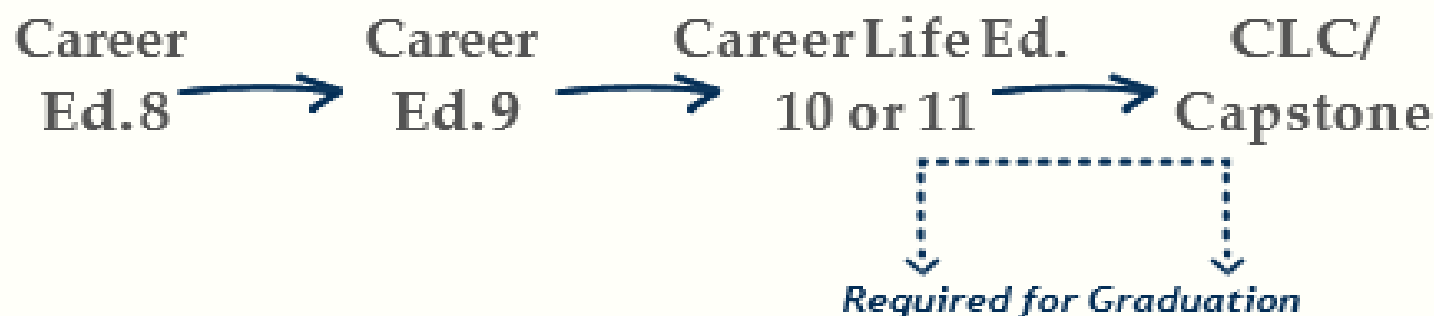 Career
Ed.8
Career
Ed.9
Career Life Ed.
10 or 11
CLC/
Capstone
Required for Graduation